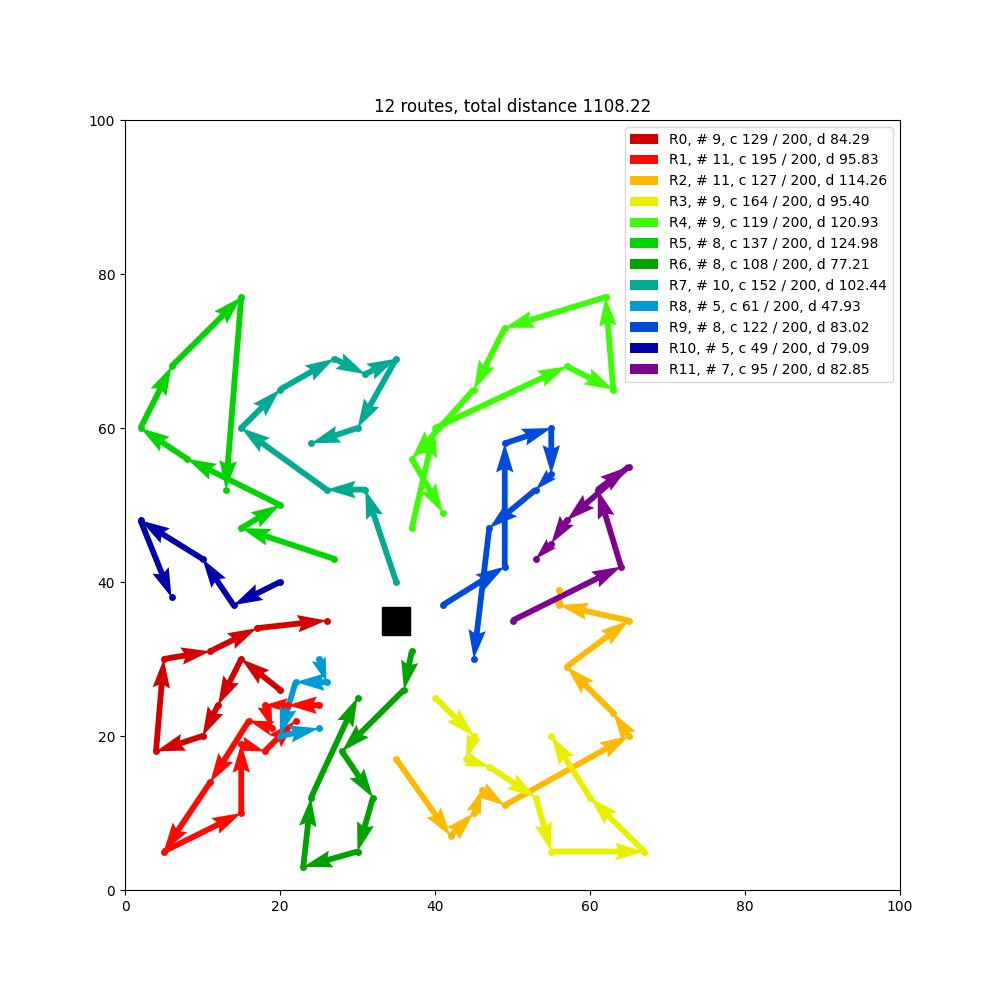 12 routes, total distance 1108.22
R0, # 9, c 129 / 200, d 84.29
R1, # 11, c 195 / 200, d 95.83
R2, # 11, c 127 / 200, d 114.26
R3, # 9, c 164 / 200, d 95.40
R4, # 9, c 119 / 200, d 120.93
R5, # 8, c 137 / 200, d 124.98
R6, # 8, c 108 / 200, d 77.21
R7, # 10, c 152 / 200, d 102.44
R8, # 5, c 61 / 200, d 47.93
R9, # 8, c 122 / 200, d 83.02
R10, # 5, c 49 / 200, d 79.09
R11, # 7, c 95 / 200, d 82.85
100
80
60
40
20
0
0 20 40 60 80 100